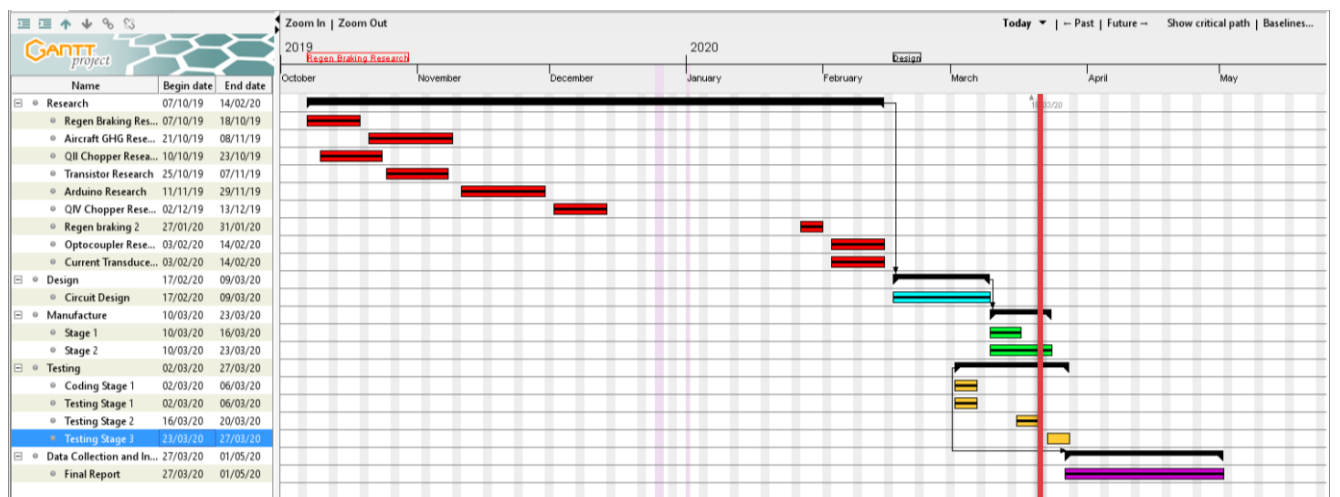 Zoom In | Zoom Out Today ▼ | ← Past | Future → Show critical path | Baselines...
GANTT project
2019 2020
Regen Braking Research Design
October November December January February March April May
Name Begin date End date
Research 07/10/19 14/02/20
Regen Braking Res... 07/10/19 18/10/19
Aircraft GHG Rese... 21/10/19 08/11/19
QII Chopper Resea... 10/10/19 23/10/19
Transistor Research 25/10/19 07/11/19
Arduino Research 11/11/19 29/11/19
QIV Chopper Rese... 02/12/19 13/12/19
Regen braking 2 27/01/20 31/01/20
Optocoupler Rese... 03/02/20 14/02/20
Current Transduce... 03/02/20 14/02/20
Design 17/02/20 09/03/20
Circuit Design 17/02/20 09/03/20
Manufacture 10/03/20 23/03/20
Stage 1 10/03/20 16/03/20
Stage 2 10/03/20 23/03/20
Testing 02/03/20 27/03/20
Coding Stage 1 02/03/20 06/03/20
Testing Stage 1 02/03/20 06/03/20
Testing Stage 2 16/03/20 20/03/20
Testing Stage 3 23/03/20 27/03/20
Data Collection and In... 27/03/20 01/05/20
Final Report 27/03/20 01/05/20